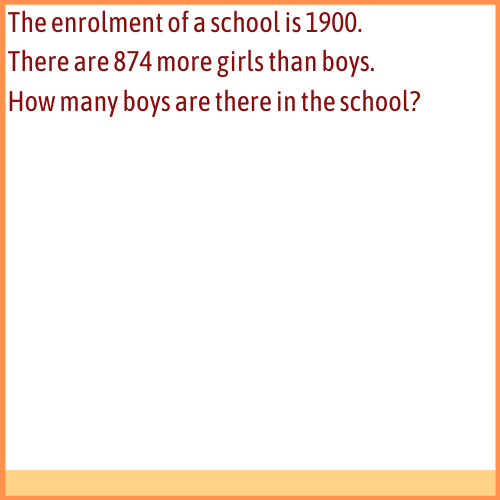 The enrolment of a school is 1900.
There are 874 more girls than boys.
How many boys are there in the school?